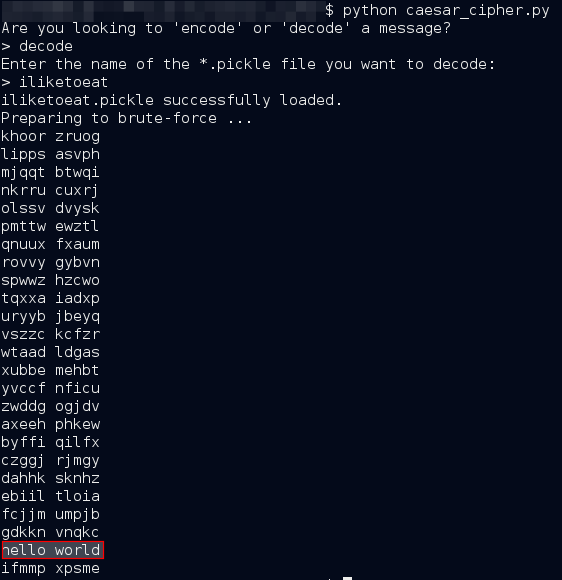 $ python caesar_cipher.py
Are you looking to 'encode' or 'decode' a message?
> decode
Enter the name of the *.pickle file you want to decode:
> iliketoeat
iliketoeat.pickle successfully loaded.
Preparing to brute-force ...
khoor zruog
lipps asvph
mjqqt btwqi
nkrru cuxrj
olssv dvysk
pmttw ewztl
qnuux fxaum
rovvy gybvn
spwwz hzcwo
tqxxa iadxp
uryyb jbeyq
vszzc kcfzr
wtaad ldgas
xubbe mehbt
yvccf nficu
zwddg ogjdv
axeeh phkew
byffi qilfx
czggj rjmgy
dahhk sknhz
ebiil tloia
fcjjm umpjb
gdkkn vnqkc
hello world
ifmmp xpsme